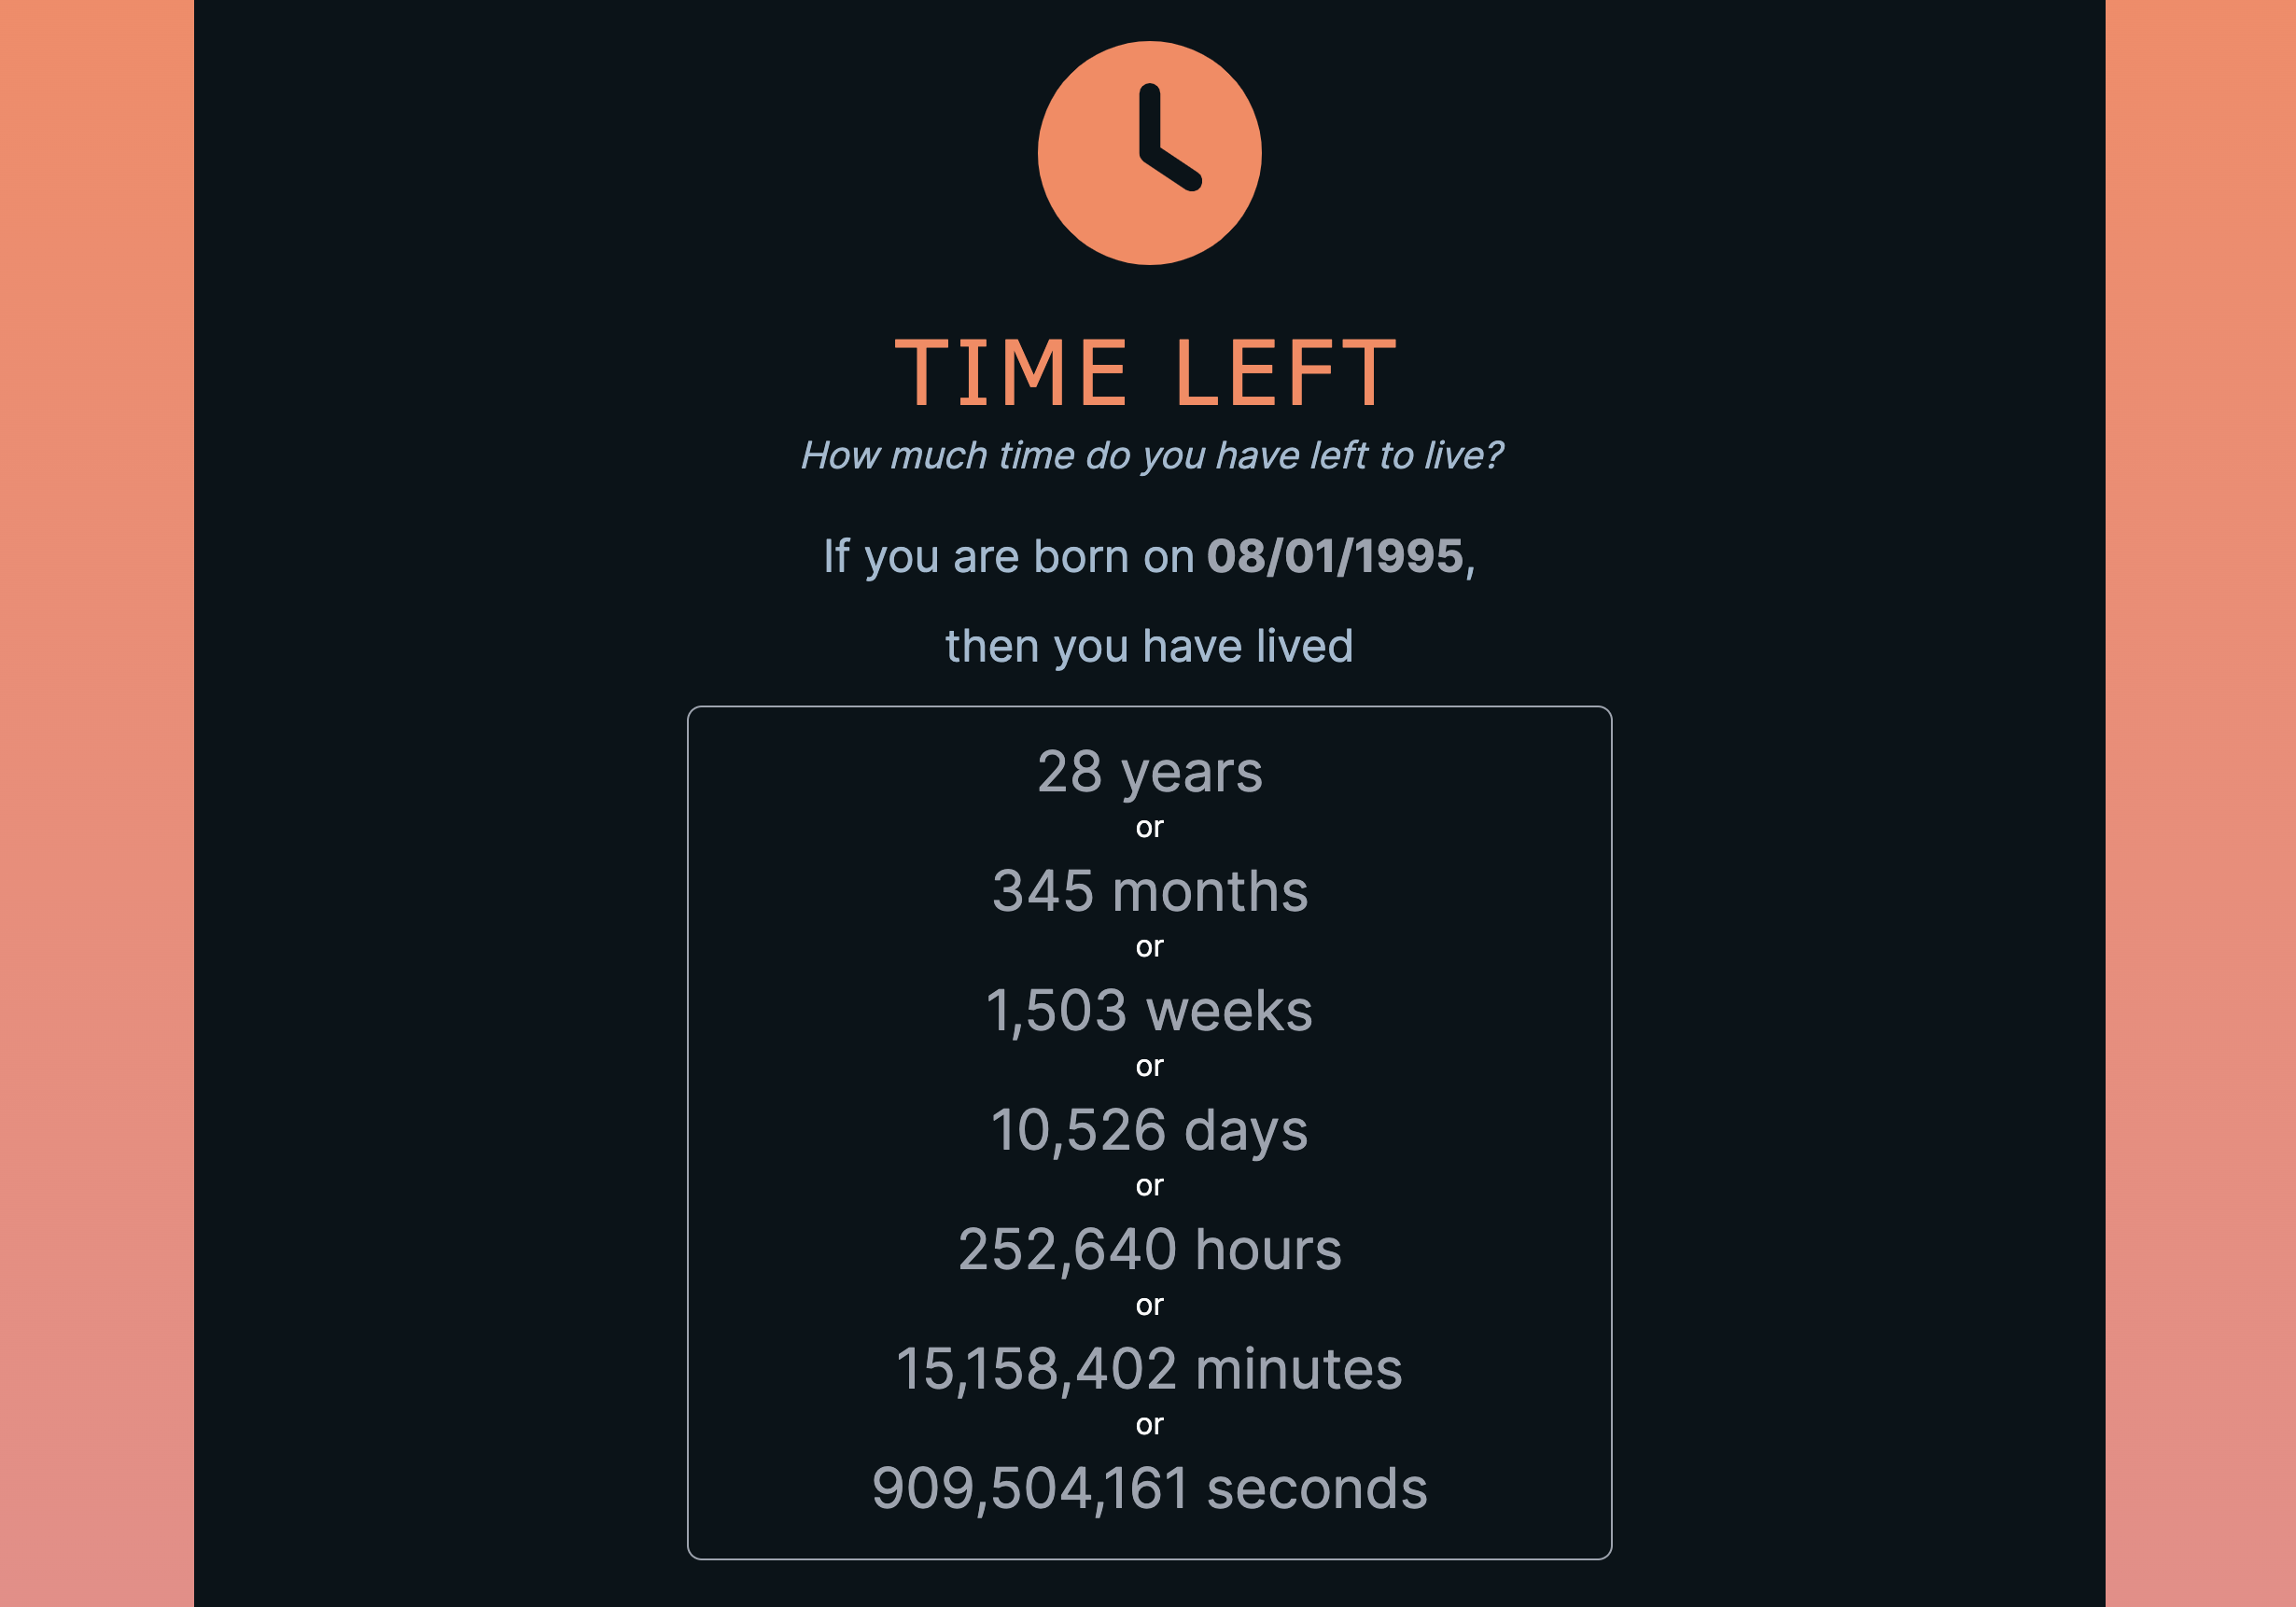 TIME LEFT
How much time do you have left to live?
If you are born on 08/01/1995,
then you have lived
28 years
or
345 months
or
1,503 weeks
or
10,526 days
or
252,640 hours
or
15,158,402 minutes
or
909,504,161 seconds